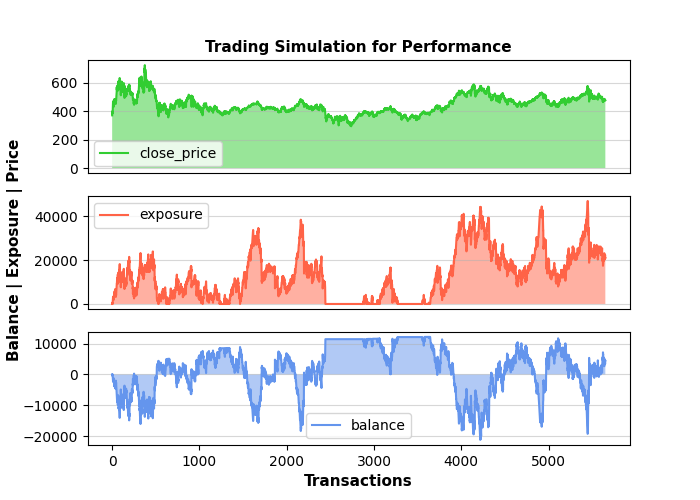 Trading Simulation for Performance
600
400
200
0
close_price
40000
20000
0
exposure
10000
0
−10000
−20000
balance
0 1000 2000 3000 4000 5000
Transactions
Balance | Exposure | Price